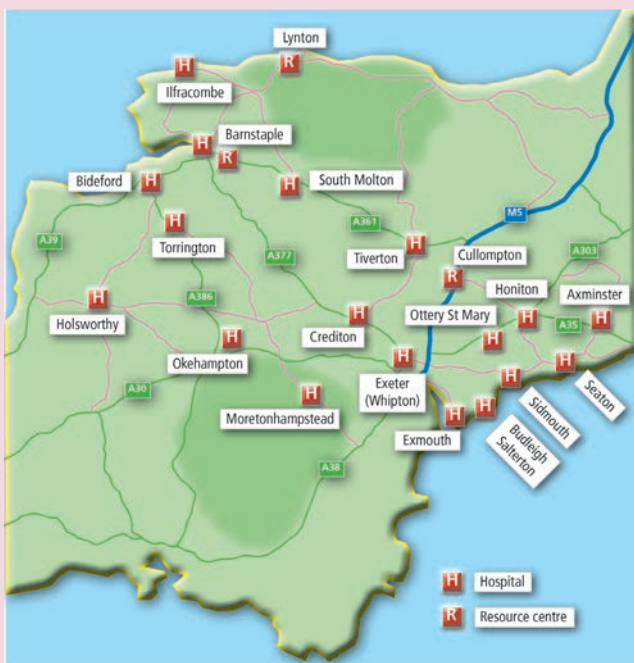 Lynton
R
H
Ilfracombe
Barnstaple
H
R
Bideford
H
H
South Molton
H
Torrington
A39
A361
A377
M5
Tiverton
H
Cullompton
R
A303
Honiton
H
Axminster
H
H
Holsworthy
A386
H
Crediton
Ottery St Mary
H
A35
Okehampton
H
H
Exeter
(Whipton)
H
Sidmouth
H
Seaton
A30
H
Moretonhampstead
H
Exmouth
H
Budleigh
Salterton
A38
H
Hospital
R
Resource centre